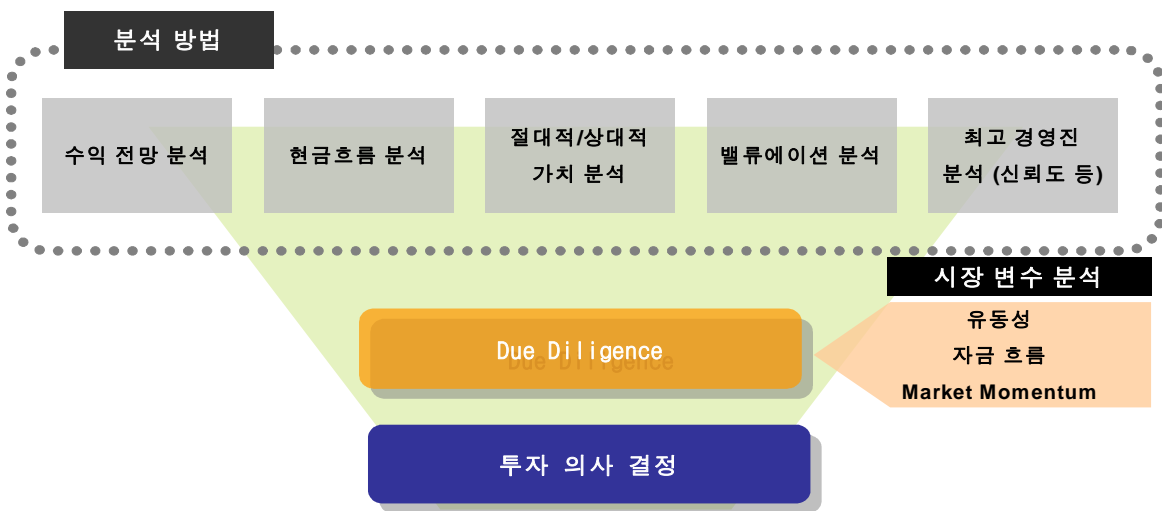 분석 방법
수익 전망 분석
현금흐름 분석
절대적/상대적
가치 분석
밸류에이션 분석
최고 경영진
분석 (신뢰도 등)
시장 변수 분석
유동성
자금 흐름
Market Momentum
Due Diligence
투자 의사 결정